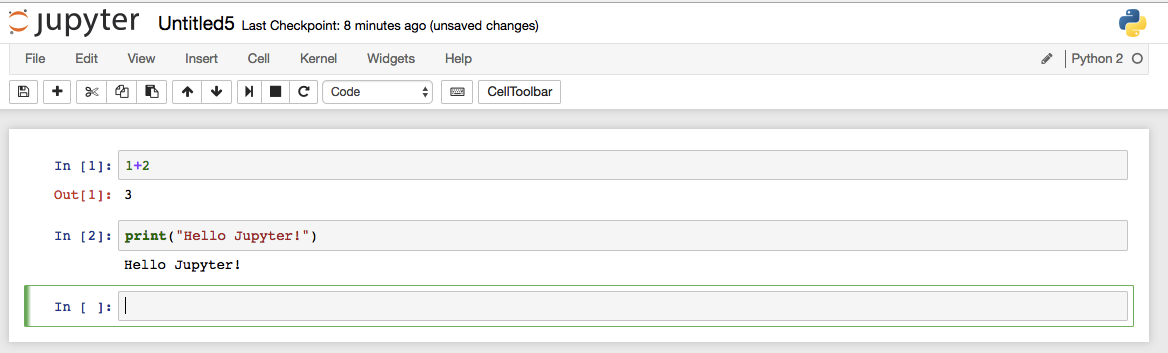 jupyter Untitled5 Last Checkpoint: 8 minutes ago (unsaved changes)
File Edit View Insert Cell Kernel Widgets Help Python 2
Code CellToolbar
In [1]: 1+2
Out[1]: 3
In [2]: print("Hello Jupyter!")
Hello Jupyter!
In [ ]: